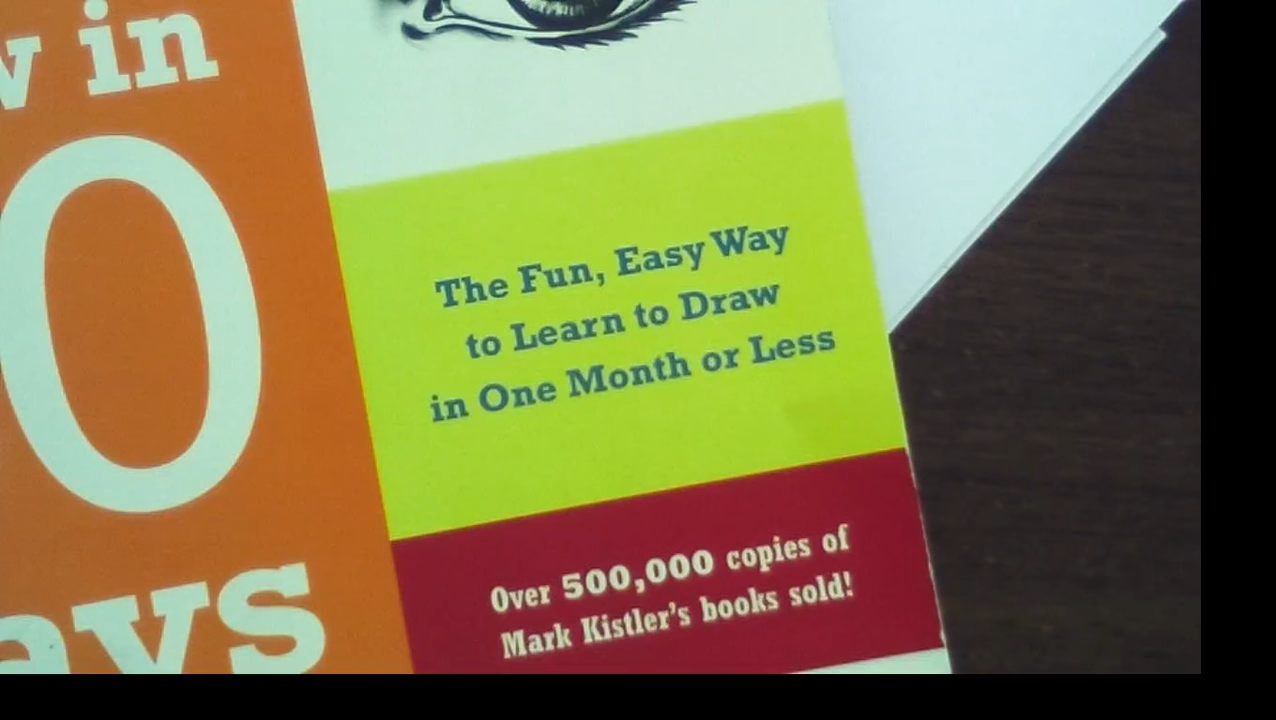 in
0
The Fun, Easy Way
to Learn to Draw
in One Month or Less
Over 500,000 copies of
Mark Kistler's books sold!